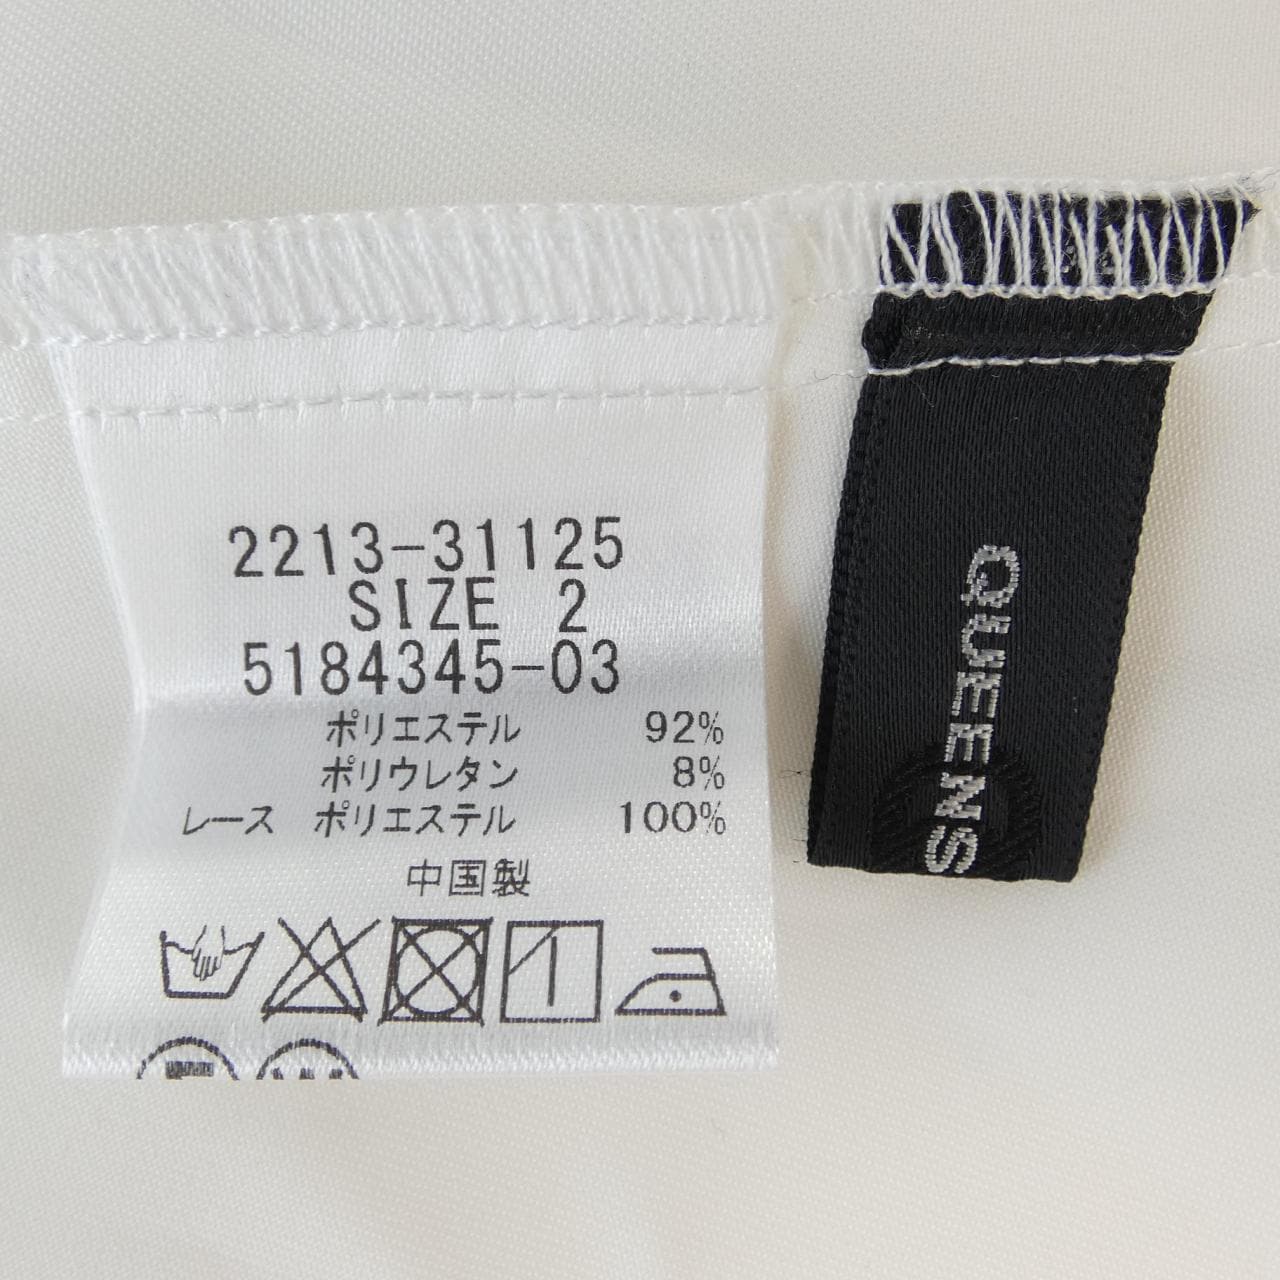 2213-31125
SIZE 2
5184345-03
ポリエステル 92%
ポリウレタン 8%
レース ポリエステル 100%
中国製
QUEENS